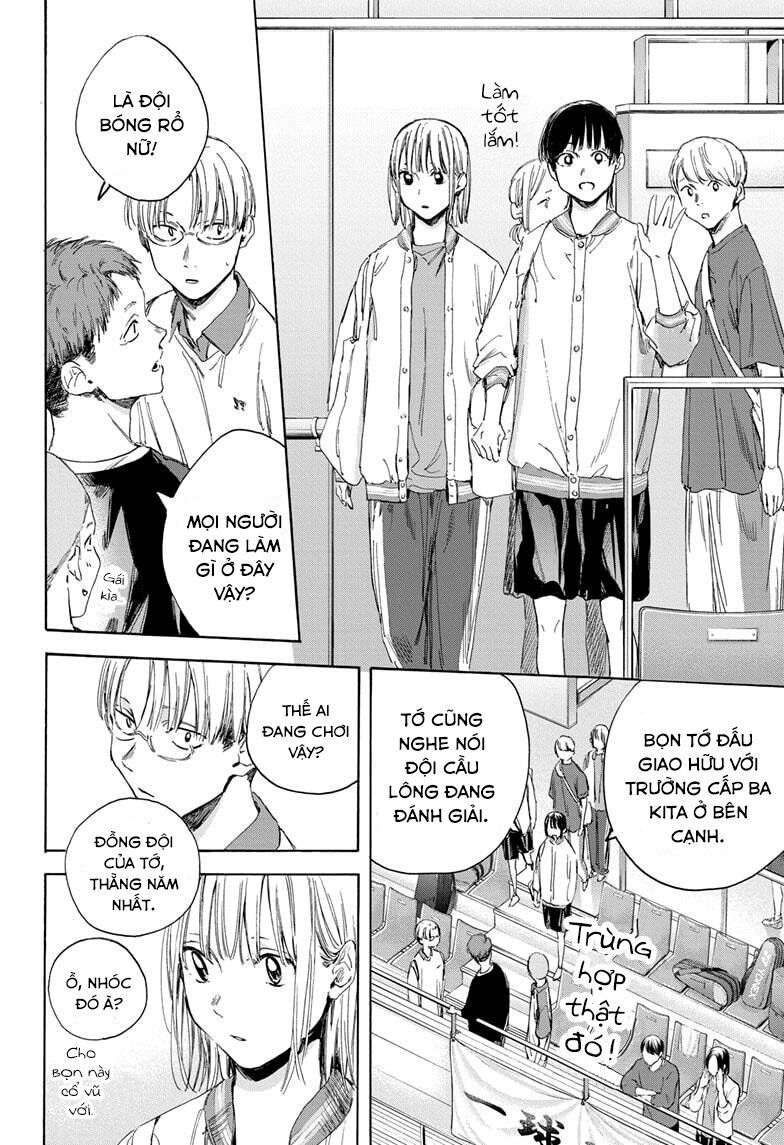 Làm
tốt
lắm!
LÀ ĐỘI
BÓNG RỔ
NỮ!
MỌI NGƯỜI
ĐANG LÀM
GÌ Ở ĐÂY
VẬY?
Gái
kìa...
BỌN TỚ ĐẤU
GIAO HỮU VỚI
TRƯỜNG CẤP BA
KITA Ở BÊN
CẠNH.
TỚ CŨNG
NGHE NÓI
ĐỘI CẦU
LÔNG ĐANG
ĐÁNH GIẢI.
Trùng
hợp
thật
đó!
一球
THẾ AI
ĐANG CHƠI
VẬY?
ĐỒNG ĐỘI
CỦA TỚ,
THẰNG NĂM
NHẤT.
Ồ, NHÓC
ĐÓ À?
Cho
bọn này
cổ vũ
với.